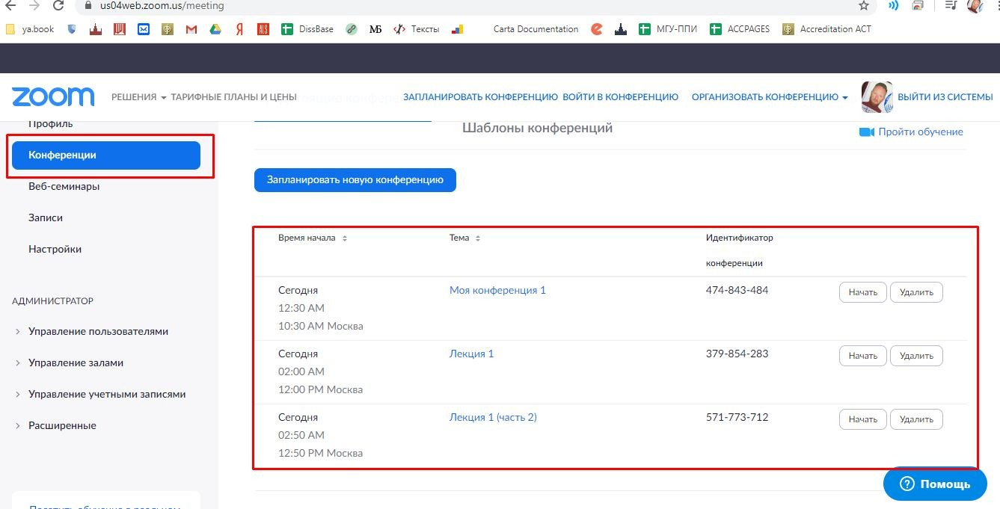 us04web.zoom.us/meeting
ya.book
DissBase
МБ
Тексты
Carta Documentation
МГУ-ППИ
ACCPAGES
Accreditation ACT
zoom
РЕШЕНИЯ
ТАРИФНЫЕ ПЛАНЫ И ЦЕНЫ
ЗАПЛАНИРОВАТЬ КОНФЕРЕНЦИЮ
ВОЙТИ В КОНФЕРЕНЦИЮ
ОРГАНИЗОВАТЬ КОНФЕРЕНЦИЮ
ВЫЙТИ ИЗ СИСТЕМЫ
Профиль
Конференции
Веб-семинары
Записи
Настройки
АДМИНИСТРАТОР
Управление пользователями
Управление залами
Управление учетными записями
Расширенные
Шаблоны конференций
Пройти обучение
Запланировать новую конференцию
Время начала Тема Идентификатор
конференции
Сегодня Моя конференция 1 474-843-484 Начать Удалить
12:30 AM
10:30 AM Москва
Сегодня Лекция 1 379-854-283 Начать Удалить
02:00 AM
12:00 PM Москва
Сегодня Лекция 1 (часть 2) 571-773-712 Начать Удалить
02:50 AM
12:50 PM Москва
? Помощь